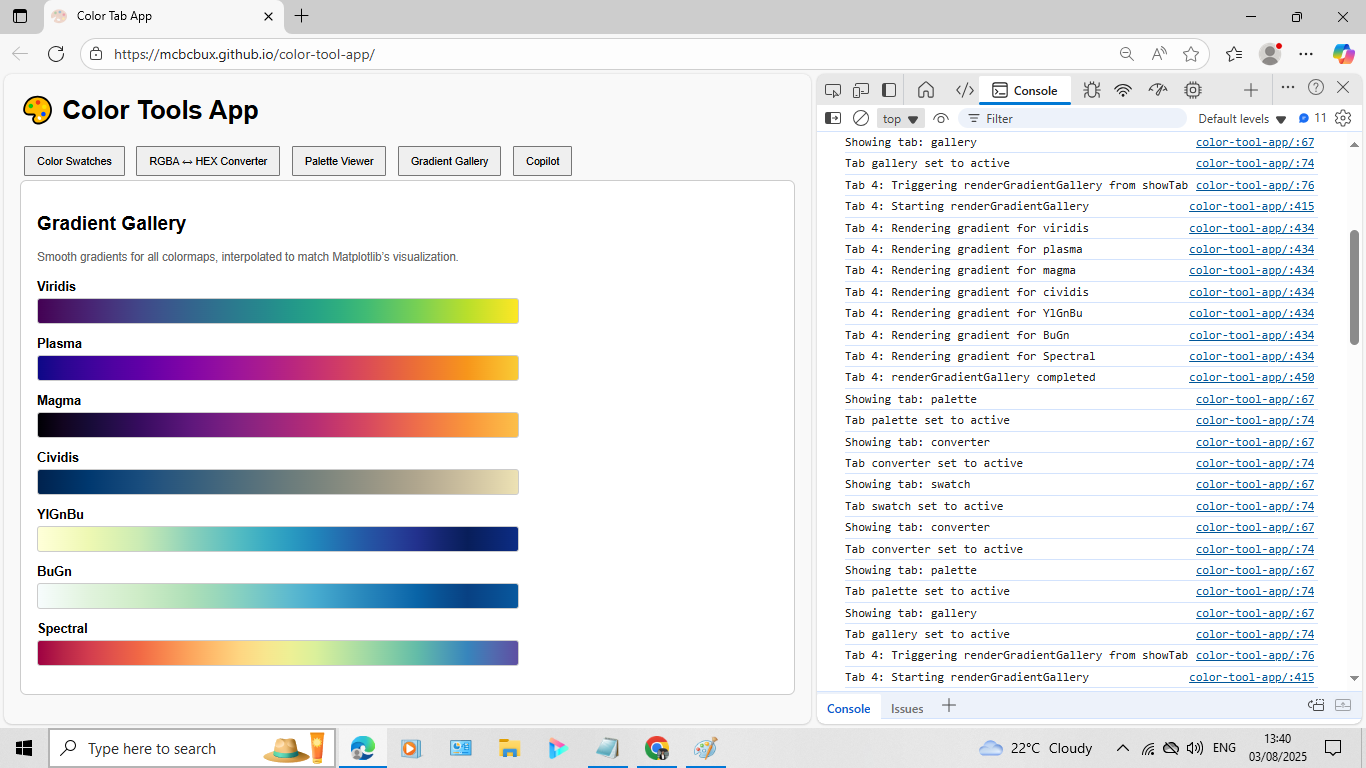 Color Tab App
https://mcbcbux.github.io/color-tool-app/
Color Tools App
Color Swatches
RGBA ↔ HEX Converter
Palette Viewer
Gradient Gallery
Copilot
Gradient Gallery
Smooth gradients for all colormaps, interpolated to match Matplotlib's visualization.
Viridis
Plasma
Magma
Cividis
YlGnBu
BuGn
Spectral
Console
top
Filter
Default levels
11
Showing tab: gallery color-tool-app/:67
Tab gallery set to active color-tool-app/:74
Tab 4: Triggering renderGradientGallery from showTab color-tool-app/:76
Tab 4: Starting renderGradientGallery color-tool-app/:415
Tab 4: Rendering gradient for viridis color-tool-app/:434
Tab 4: Rendering gradient for plasma color-tool-app/:434
Tab 4: Rendering gradient for magma color-tool-app/:434
Tab 4: Rendering gradient for cividis color-tool-app/:434
Tab 4: Rendering gradient for YlGnBu color-tool-app/:434
Tab 4: Rendering gradient for BuGn color-tool-app/:434
Tab 4: Rendering gradient for Spectral color-tool-app/:434
Tab 4: renderGradientGallery completed color-tool-app/:450
Showing tab: palette color-tool-app/:67
Tab palette set to active color-tool-app/:74
Showing tab: converter color-tool-app/:67
Tab converter set to active color-tool-app/:74
Showing tab: swatch color-tool-app/:67
Tab swatch set to active color-tool-app/:74
Showing tab: converter color-tool-app/:67
Tab converter set to active color-tool-app/:74
Showing tab: palette color-tool-app/:67
Tab palette set to active color-tool-app/:74
Showing tab: gallery color-tool-app/:67
Tab gallery set to active color-tool-app/:74
Tab 4: Triggering renderGradientGallery from showTab color-tool-app/:76
Tab 4: Starting renderGradientGallery color-tool-app/:415
Console
Issues
Type here to search
22°C Cloudy
ENG
13:40
03/08/2025